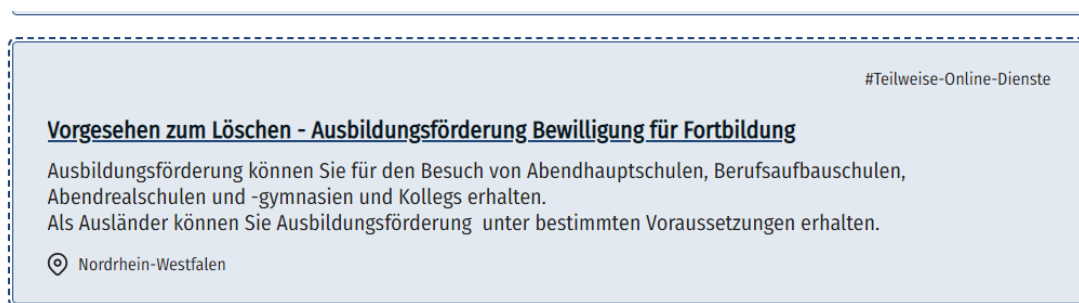 #Teilweise-Online-Dienste
Vorgesehen zum Löschen - Ausbildungsförderung Bewilligung für Fortbildung
Ausbildungsförderung können Sie für den Besuch von Abendhauptschulen, Berufsaufbauschulen,
Abendrealschulen und -gymnasien und Kollegs erhalten.
Als Ausländer können Sie Ausbildungsförderung  unter bestimmten Voraussetzungen erhalten.
Nordrhein-Westfalen